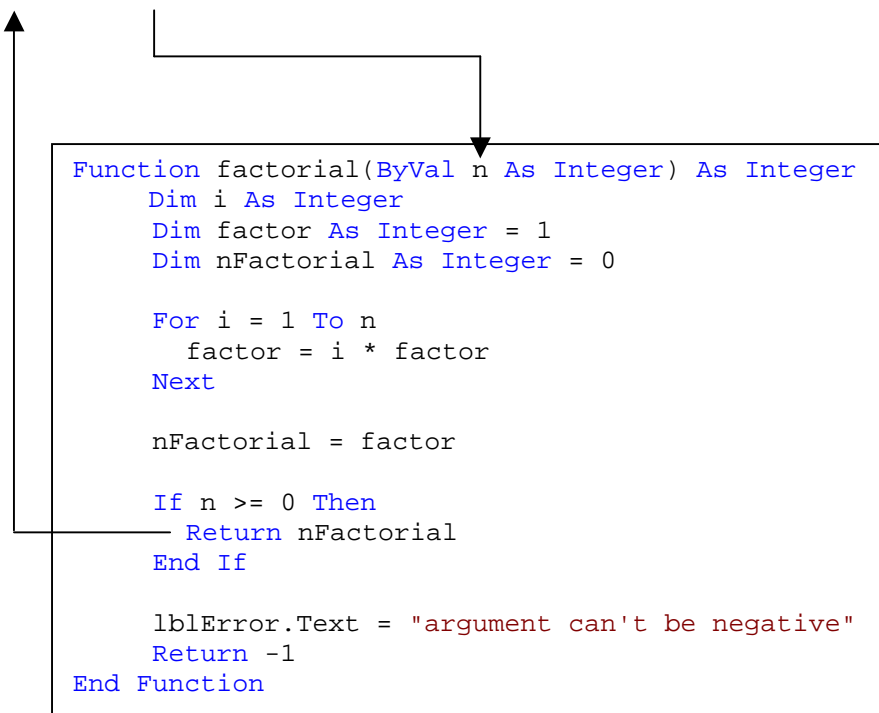 Function factorial(ByVal n As Integer) As Integer
Dim i As Integer
Dim factor As Integer = 1
Dim nFactorial As Integer = 0
For i = 1 To n
factor = i * factor
Next
nFactorial = factor
If n >= 0 Then
Return nFactorial
End If
lblError.Text = "argument can't be negative"
Return -1
End Function